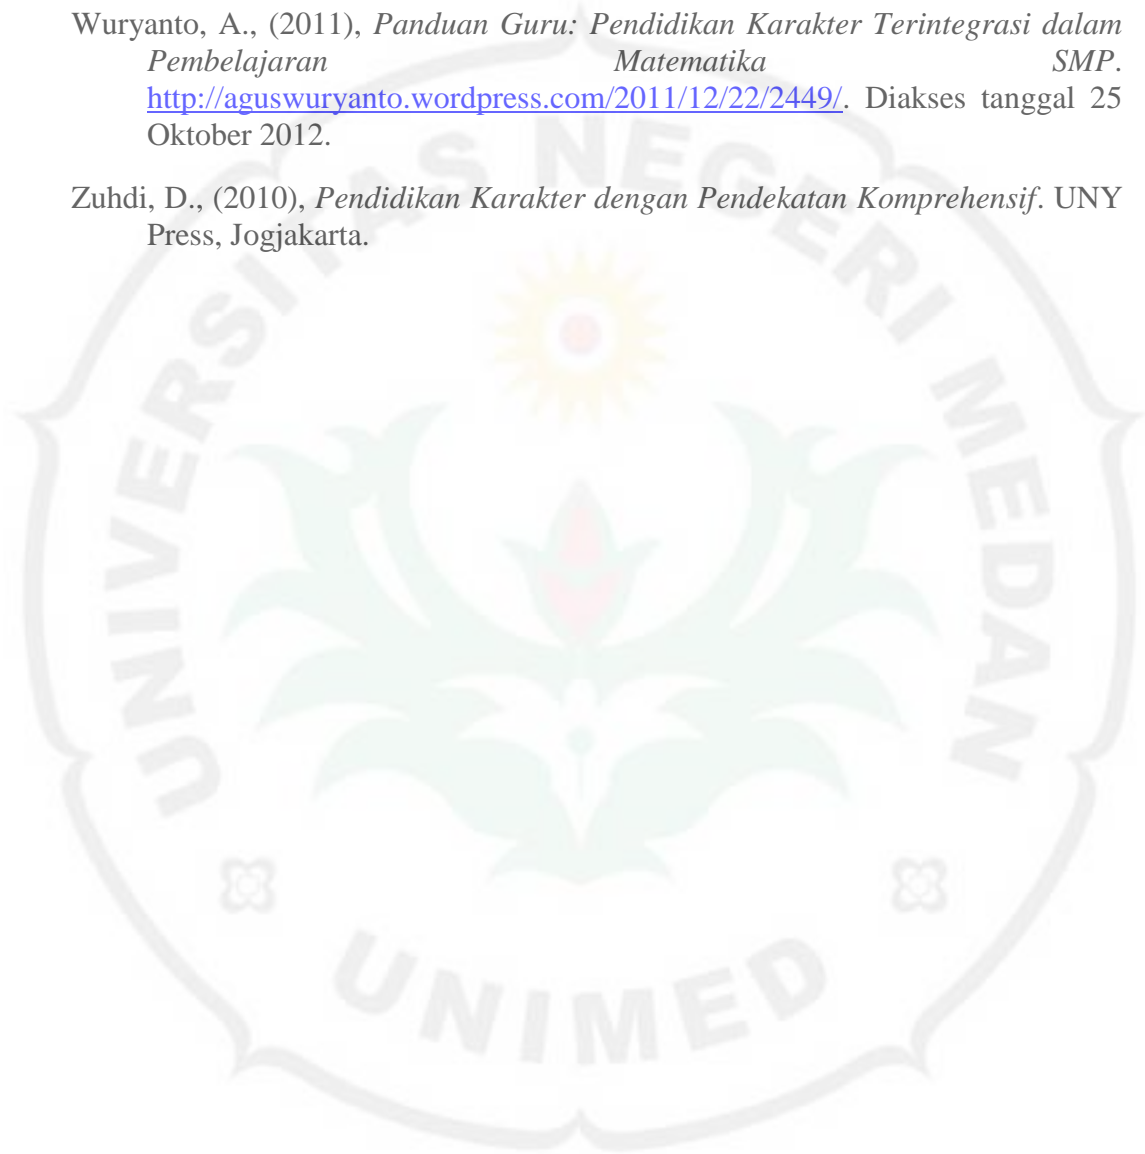 Wuryanto, A., (2011), Panduan Guru: Pendidikan Karakter Terintegrasi dalam
Pembelajaran Matematika SMP.
http://aguswuryanto.wordpress.com/2011/12/22/2449/. Diakses tanggal 25
Oktober 2012.
Zuhdi, D., (2010), Pendidikan Karakter dengan Pendekatan Komprehensif. UNY
Press, Jogjakarta.
UNIVERSITAS NEGERI MEDAN
UNIMED